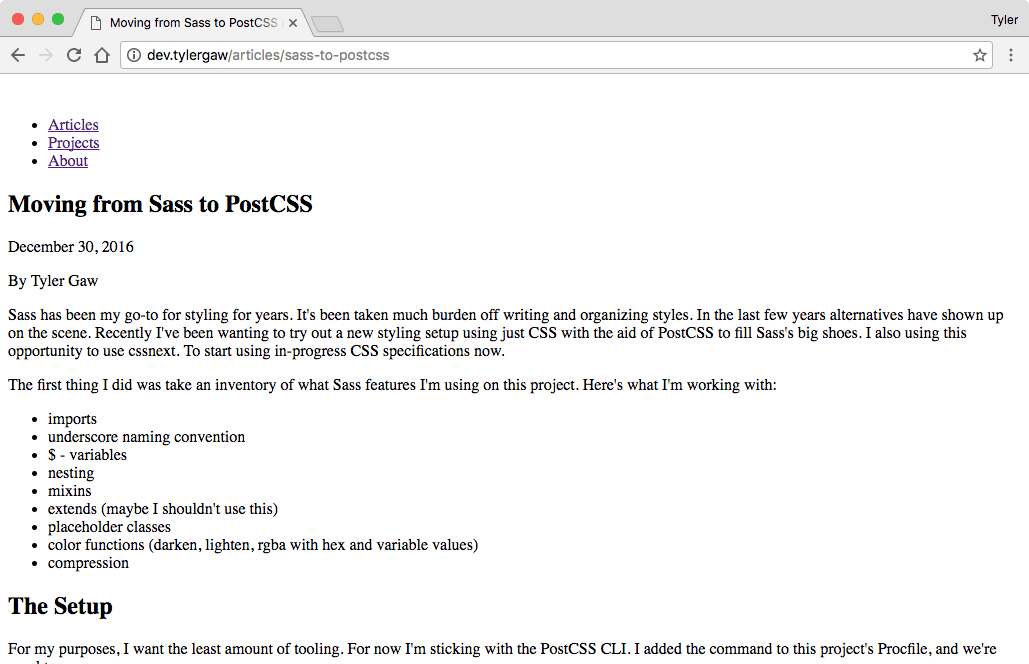 Moving from Sass to PostCSS
Tyler
dev.tylergaw/articles/sass-to-postcss
Articles
Projects
About
Moving from Sass to PostCSS
December 30, 2016
By Tyler Gaw
Sass has been my go-to for styling for years. It's been taken much burden off writing and organizing styles. In the last few years alternatives have shown up
on the scene. Recently I've been wanting to try out a new styling setup using just CSS with the aid of PostCSS to fill Sass's big shoes. I also using this
opportunity to use cssnext. To start using in-progress CSS specifications now.
The first thing I did was take an inventory of what Sass features I'm using on this project. Here's what I'm working with:
imports
underscore naming convention
$ - variables
nesting
mixins
extends (maybe I shouldn't use this)
placeholder classes
color functions (darken, lighten, rgba with hex and variable values)
compression
The Setup
For my purposes, I want the least amount of tooling. For now I'm sticking with the PostCSS CLI. I added the command to this project's Procfile, and we're